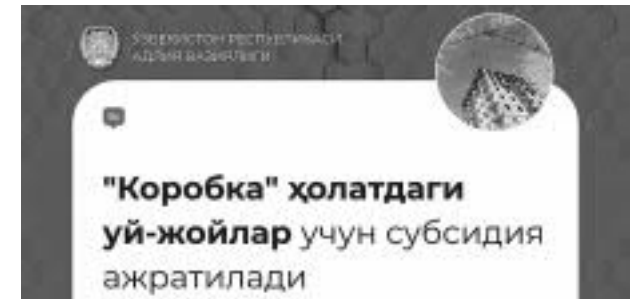 ЎЗБЕКИСТОН РЕСПУБЛИКАСИ
АДЛИЯ ВАЗИРЛИГИ
"Коробка" ҳолатдаги
уй-жойлар учун субсидия
ажратилади